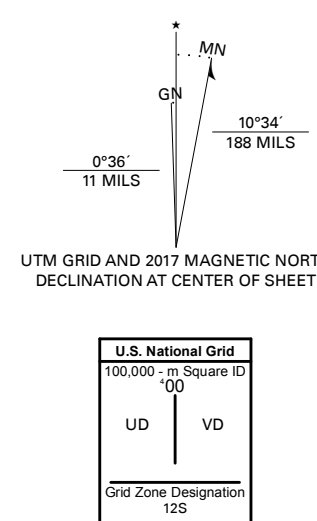 ★
MN
GN
10°34´
188 MILS
0°36´
11 MILS
UTM GRID AND 2017 MAGNETIC NORT
DECLINATION AT CENTER OF SHEET
U.S. National Grid
100,000 - m Square ID
⁴00
UD VD
Grid Zone Designation
12S